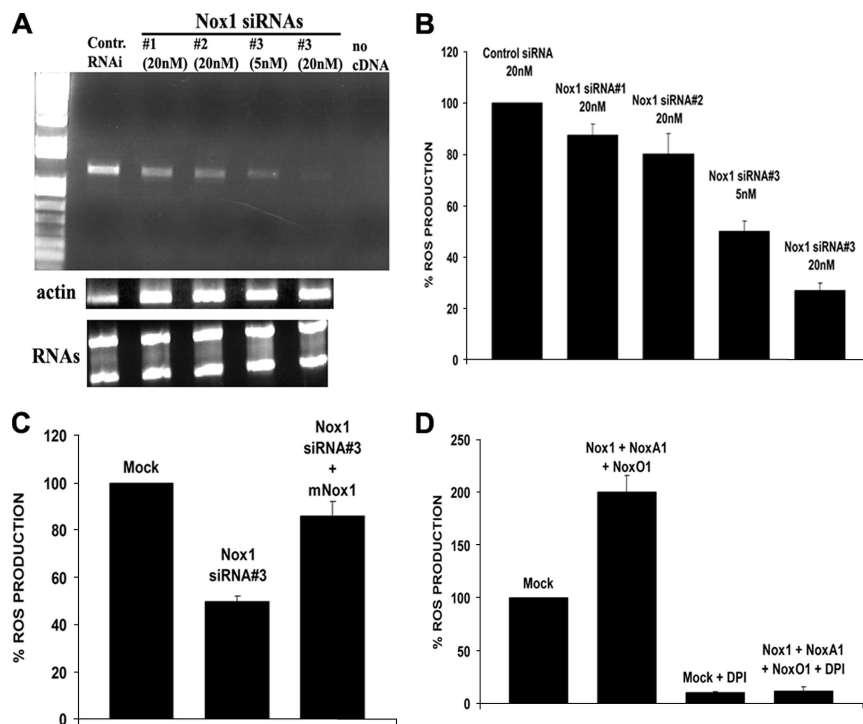 A
Nox1 siRNAs
Contr. RNAi
#1 (20nM)
#2 (20nM)
#3 (5nM)
#3 (20nM)
no cDNA
actin
RNAs
B
% ROS PRODUCTION
120
100
80
60
40
20
0
Control siRNA
20nM
Nox1 siRNA#1
20nM
Nox1 siRNA#2
20nM
Nox1 siRNA#3
5nM
Nox1 siRNA#3
20nM
C
% ROS PRODUCTION
120
100
80
60
40
20
0
Mock
Nox1
siRNA#3
Nox1
siRNA#3
+
mNox1
D
% ROS PRODUCTION
250
200
150
100
50
0
Mock
Nox1 + NoxA1
+ NoxO1
Mock + DPI
Nox1 + NoxA1
+ NoxO1 + DPI